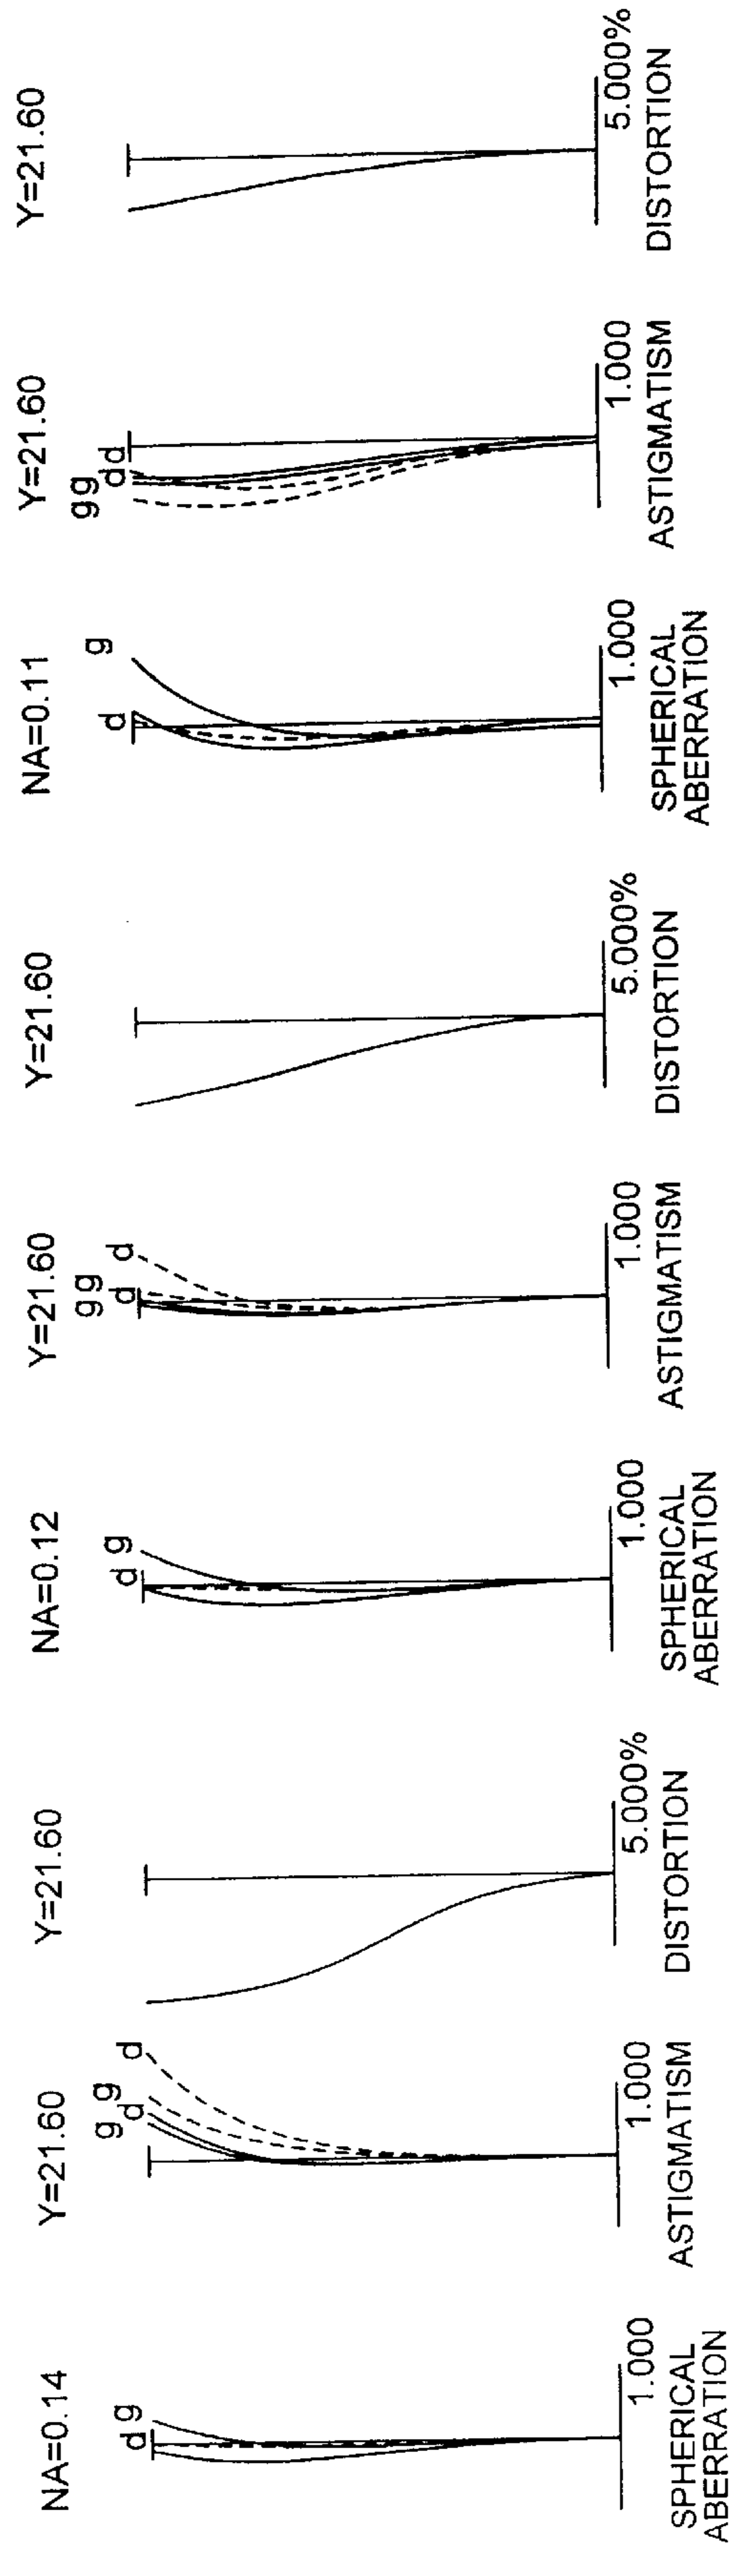 NA=0.14
d
g
1.000
SPHERICAL
ABERRATION
Y=21.60
g
d
g
d
1.000
ASTIGMATISM
Y=21.60
5.000%
DISTORTION
NA=0.12
d
g
1.000
SPHERICAL
ABERRATION
Y=21.60
g g
d
d
1.000
ASTIGMATISM
Y=21.60
5.000%
DISTORTION
NA=0.11
d
g
1.000
SPHERICAL
ABERRATION
Y=21.60
g g
d d
1.000
ASTIGMATISM
Y=21.60
5.000%
DISTORTION